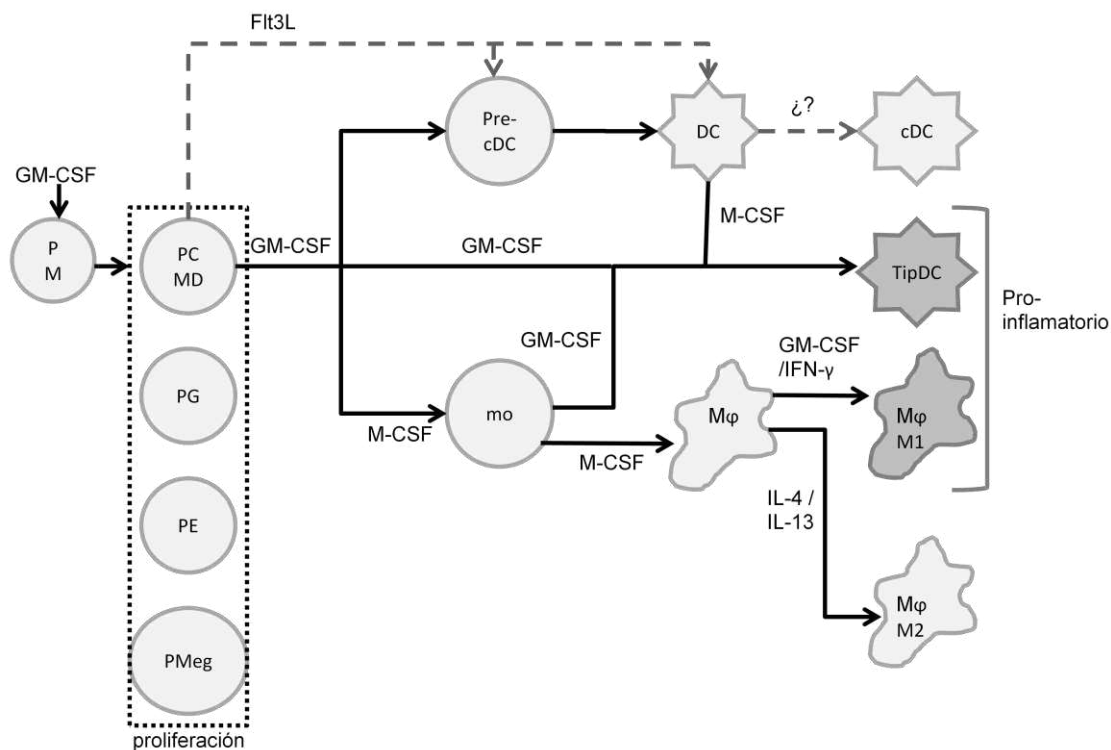 Flt3L
Pre-
cDC
DC
¿?
cDC
GM-CSF
P
M
PC
MD
GM-CSF
GM-CSF
M-CSF
TipDC
Pro-
inflamatorio
GM-CSF
GM-CSF
/IFN-γ
PG
mo
Mφ
Mφ
M1
M-CSF
M-CSF
IL-4 /
IL-13
PE
Mφ
M2
PMeg
proliferación